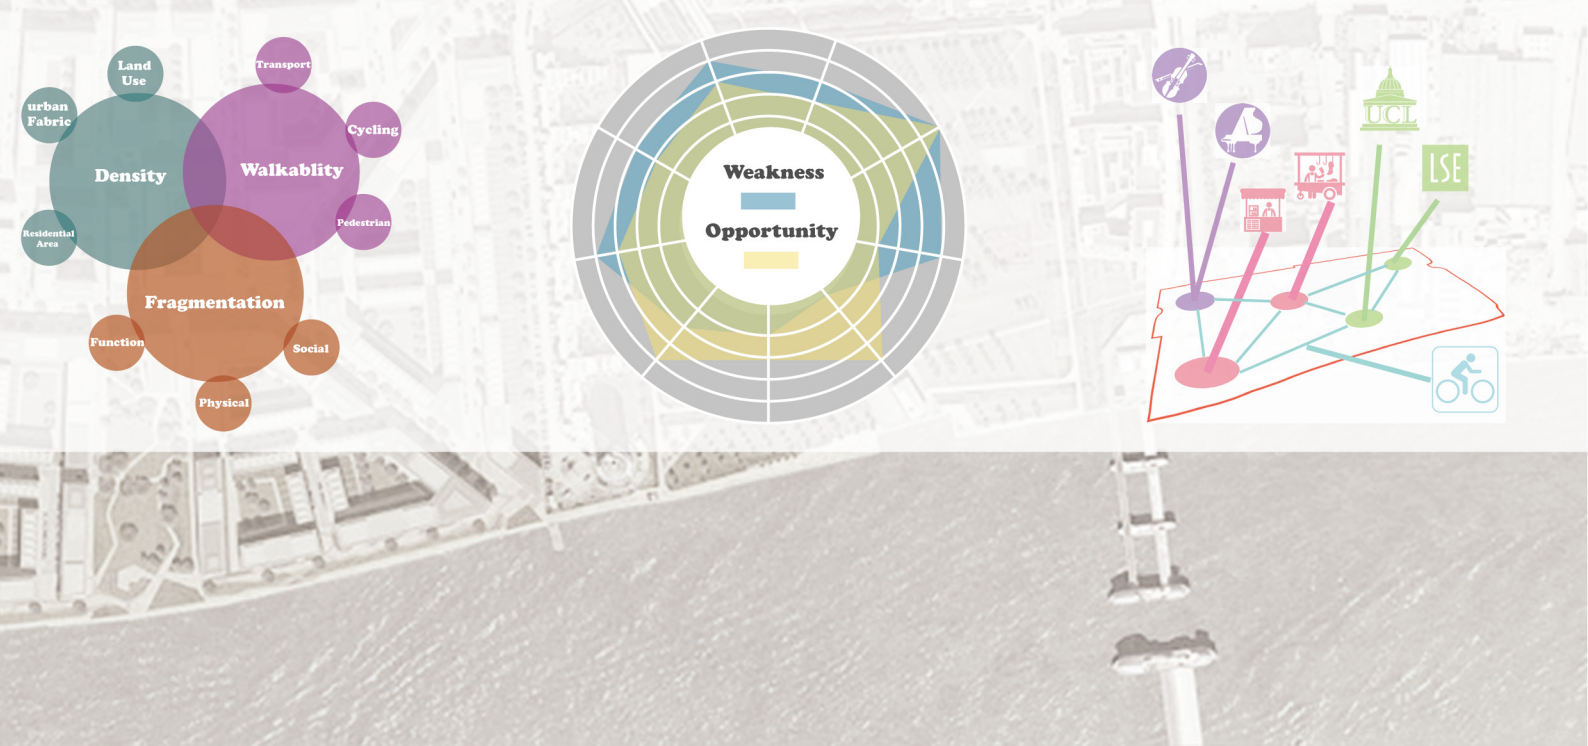 Land
Use
urban
Fabric
Density
Residential
Area
Transport
Cycling
Walkablity
Pedestrian
Fragmentation
Function
Social
Physical
Weakness
Opportunity
UCL
LSE